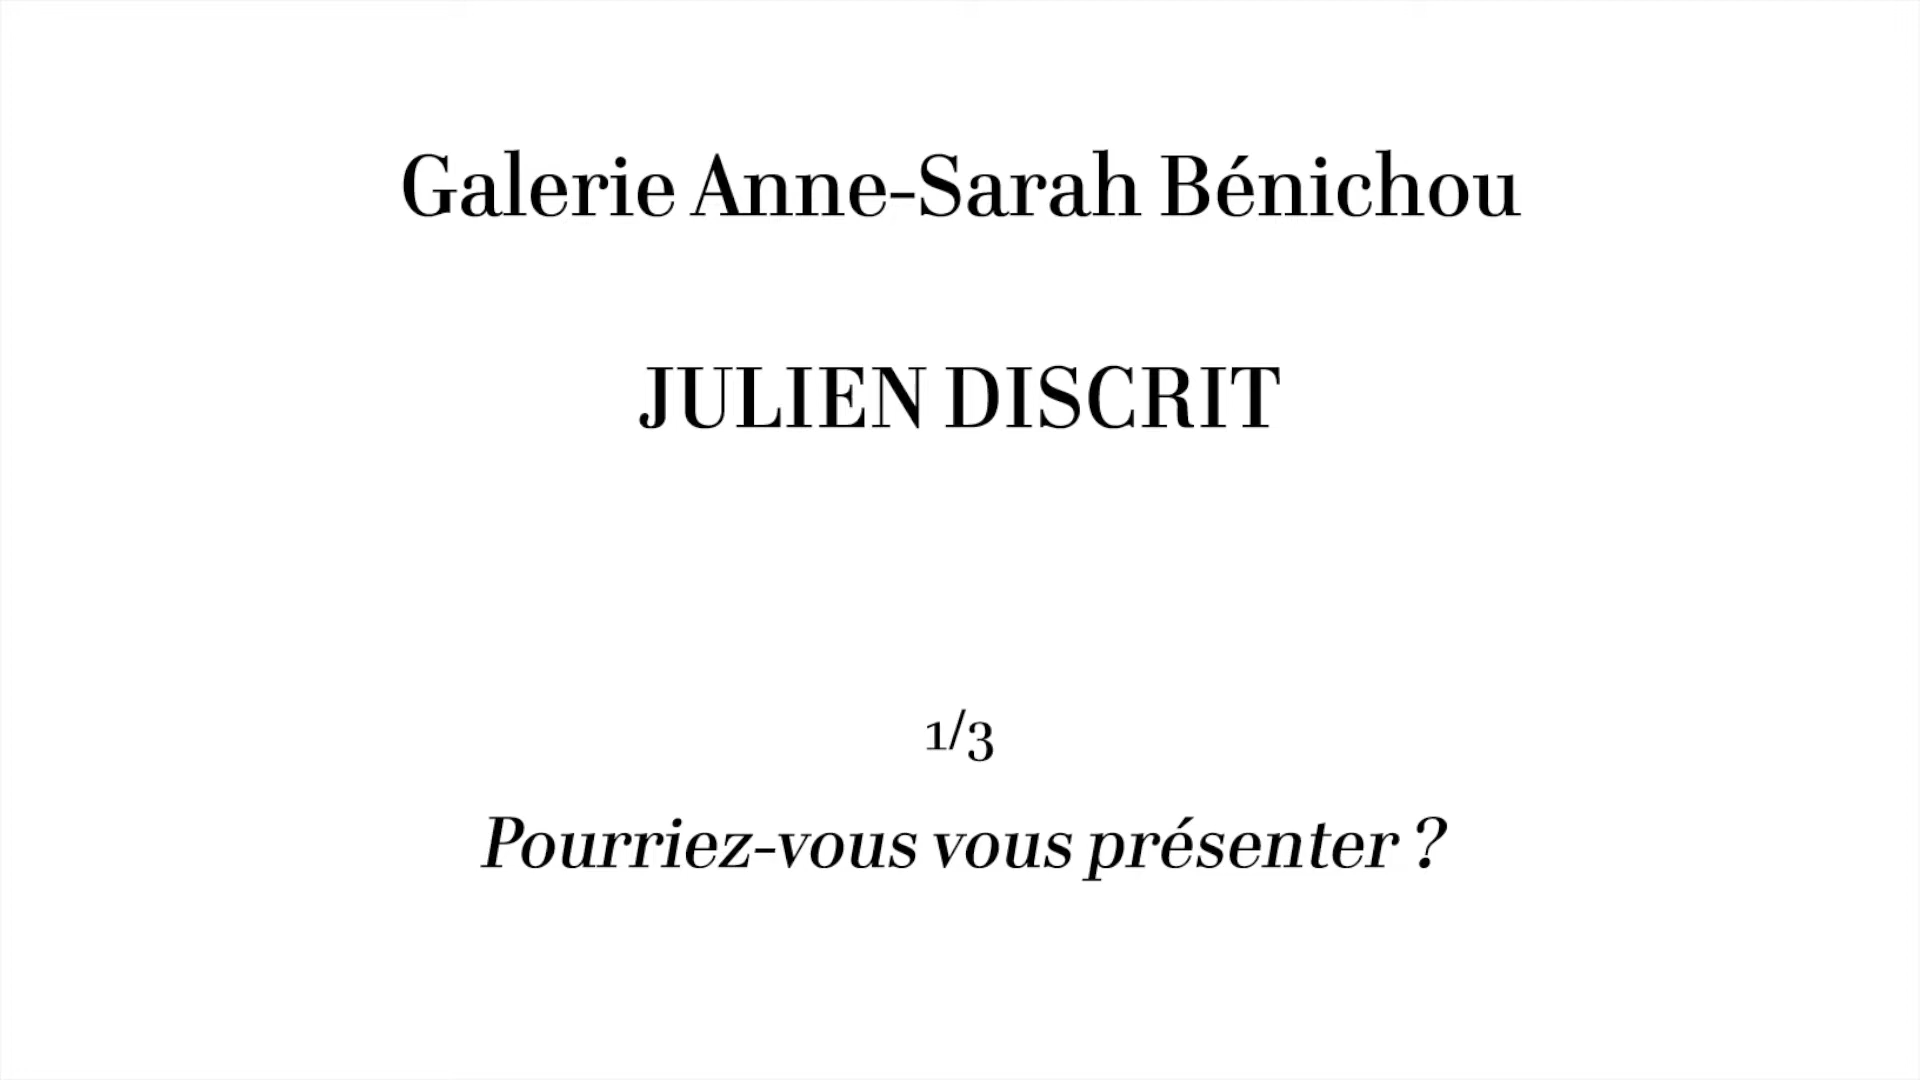 Galerie Anne-Sarah Bénichou
JULIEN DISCRIT
1/3
Pourriez-vous vous présenter ?